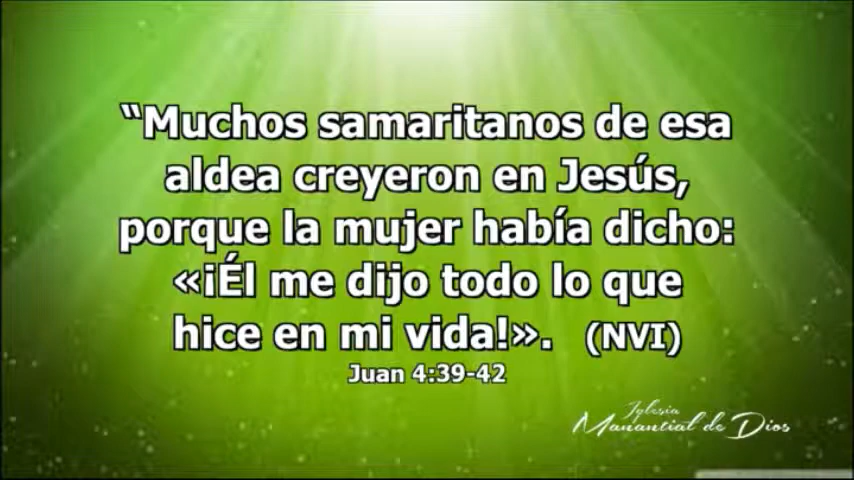 “Muchos samaritanos de esa
aldea creyeron en Jesús,
porque la mujer había dicho:
«¡Él me dijo todo lo que
hice en mi vida!». (NVI)
Juan 4:39-42
Iglesia
Manantial de Dios